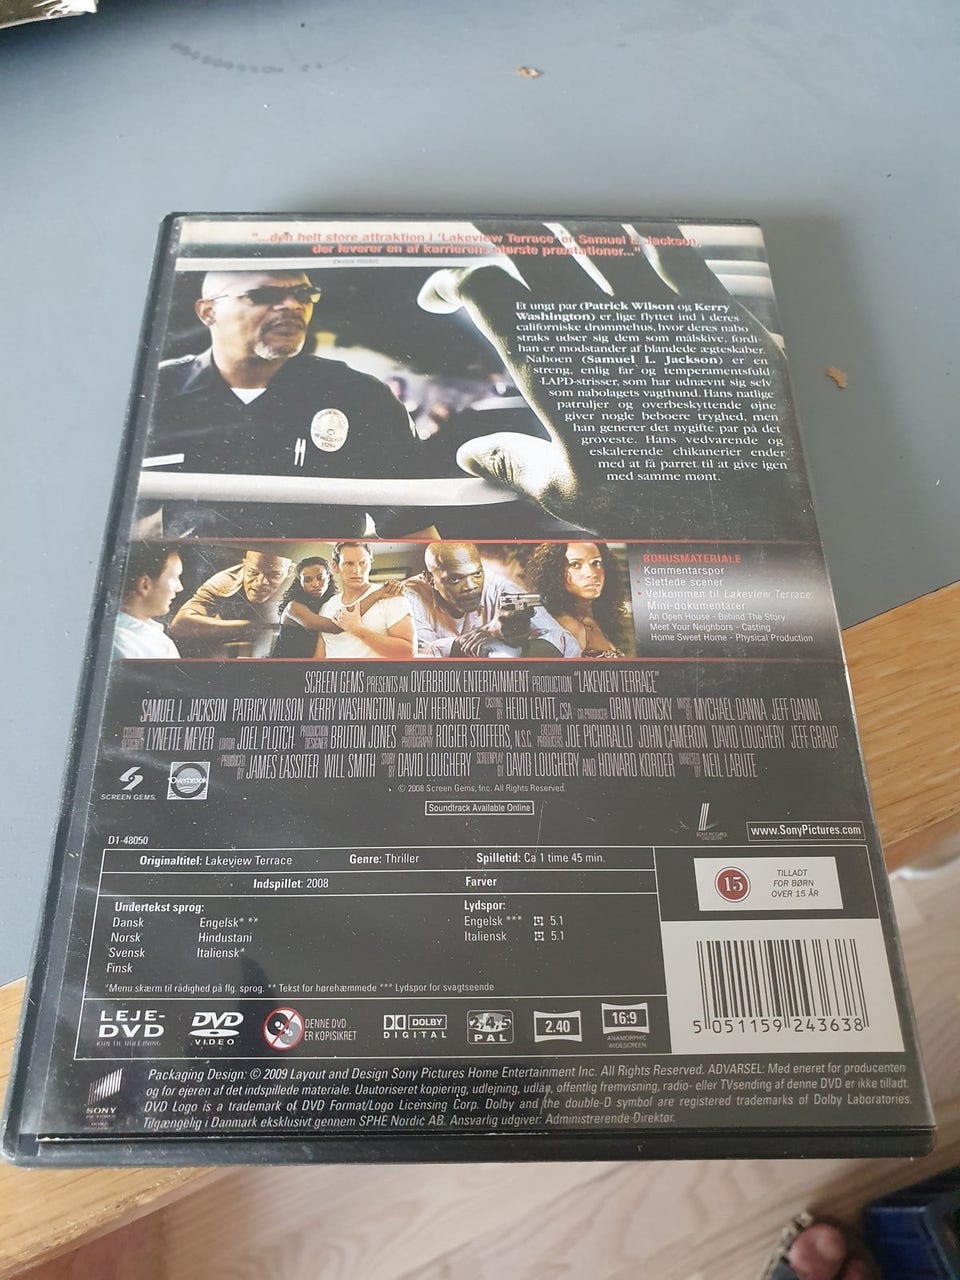 "...den helt store attraktion i 'Lakeview Terrace' er Samuel L. Jackson,
der leverer en af karrierens største præstationer..."
Et ungt par (Patrick Wilson og Kerry
Washington) er lige flyttet ind i deres
californiske drømmehus, hvor deres nabo
straks udser sig dem som målskive, fordi
han er modstander af blandede ægteskaber.
Naboen (Samuel L. Jackson) er en
streng, enlig far og temperamentsfuld
LAPD-strisser, som har udnævnt sig selv
som nabolagets vagthund. Hans natlige
patruljer og overbeskyttende øjne
giver nogle beboere tryghed, men
han generer det nygifte par på det
groveste. Hans vedvarende og
eskalerende chikanerier ender
med at få parret til at give igen
med samme mønt.
BONUSMATERIALE
• Kommentarspor
• Slettede scener
• Velkommen til Lakeview Terrace:
Mini-dokumentarer
An Open House - Behind The Story
Meet Your Neighbors - Casting
Home Sweet Home - Physical Production
SCREEN GEMS PRESENTS AN OVERBROOK ENTERTAINMENT PRODUCTION "LAKEVIEW TERRACE"
SAMUEL L. JACKSON PATRICK WILSON KERRY WASHINGTON AND JAY HERNANDEZ CASTING BY HEIDI LEVITT, CSA CO-PRODUCER ORIN WOINSKY MUSIC BY MYCHAEL DANNA JEFF DANNA
COSTUME DESIGNER LYNETTE MEYER EDITOR JOEL PLOTCH PRODUCTION DESIGNER BRUTON JONES DIRECTOR OF PHOTOGRAPHY ROGIER STOFFERS, N.S.C. EXECUTIVE PRODUCERS JOE PICHIRALLO JOHN CAMERON DAVID LOUGHERY JEFF GRAUP
PRODUCED BY JAMES LASSITER WILL SMITH STORY BY DAVID LOUGHERY SCREENPLAY BY DAVID LOUGHERY AND HOWARD KORDER DIRECTED BY NEIL LABUTE
SCREEN GEMS
Overbrook
© 2008 Screen Gems, Inc. All Rights Reserved.
Soundtrack Available Online
www.SonyPictures.com
D1-48050
Originaltitel: Lakeview Terrace Genre: Thriller Spilletid: Ca 1 time 45 min.
Indspillet: 2008 Farver
Undertekst sprog:
Dansk Engelsk* **
Norsk Hindustani
Svensk Italiensk*
Finsk
Lydspor:
Engelsk *** 5.1
Italiensk 5.1
*Menu skærm til rådighed på flg. sprog. ** Tekst for hørehæmmede *** Lydspor for svagtseende
15
TILLADT
FOR BØRN
OVER 15 ÅR
5 051159 243638
LEJE-
DVD
KUN TIL UDLEJNING
DVD
VIDEO
DENNE DVD
ER KOPISIKRET
DOLBY
DIGITAL
2.4.5
PAL
2.40
16:9
ANAMORPHIC
WIDESCREEN
SONY
PICTURES
Packaging Design: © 2009 Layout and Design Sony Pictures Home Entertainment Inc. All Rights Reserved. ADVARSEL: Med eneret for producenten
og for ejeren af det indspillede materiale. Uautoriseret kopiering, udlejning, udlån, offentlig fremvisning, radio- eller TVsending af denne DVD er ikke tilladt.
DVD Logo is a trademark of DVD Format/Logo Licensing Corp. Dolby and the double-D symbol are registered trademarks of Dolby Laboratories.
Tilgængelig i Danmark eksklusivt gennem SPHE Nordic AB. Ansvarlig udgiver: Administrerende Direktør.